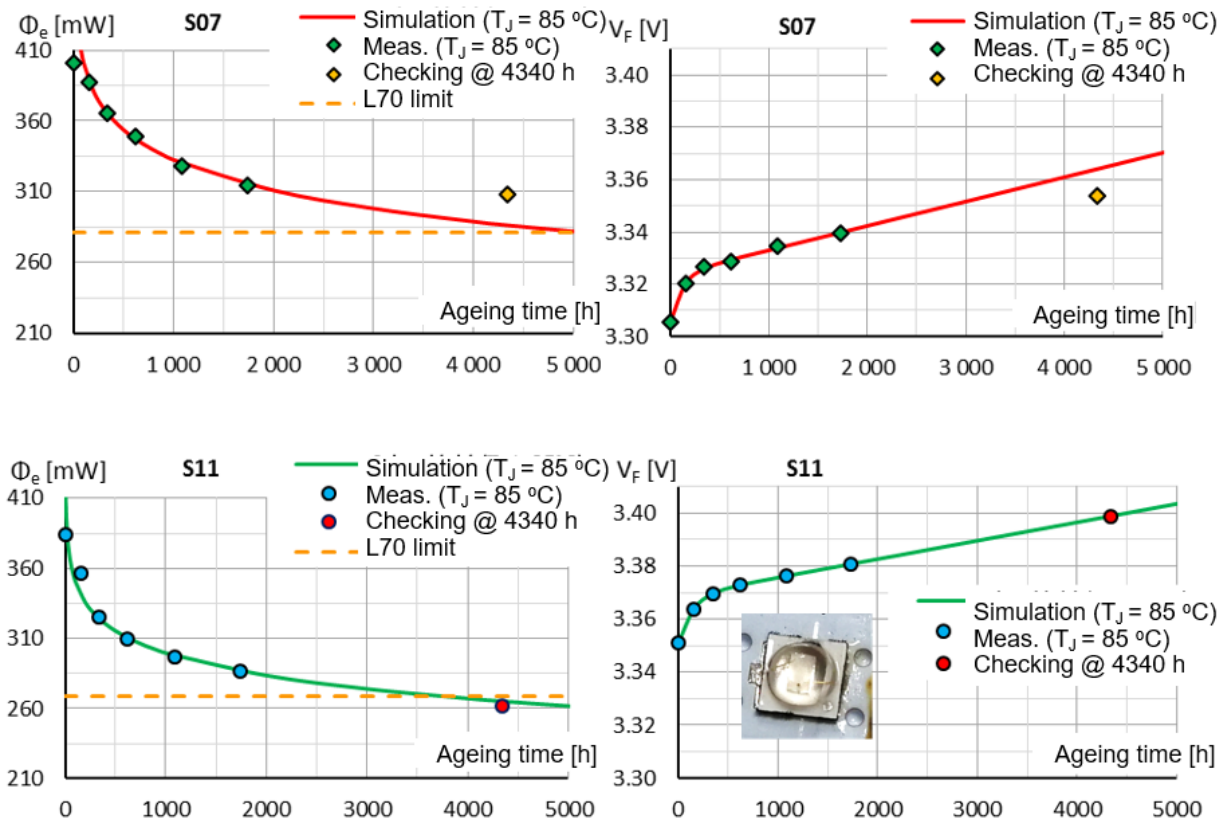 Φe [mW]
S07
Simulation (TJ = 85 ºC)
Meas. (TJ = 85 ºC)
Checking @ 4340 h
L70 limit
410
360
310
260
210
Ageing time [h]
0 1 000 2 000 3 000 4 000 5 000
VF [V]
S07
Simulation (TJ = 85 ºC)
Meas. (TJ = 85 ºC)
Checking @ 4340 h
3.40
3.38
3.36
3.34
3.32
3.30
Ageing time [h]
0 1 000 2 000 3 000 4 000 5 000
Φe [mW]
S11
Simulation (TJ = 85 ºC)
Meas. (TJ = 85 ºC)
Checking @ 4340 h
L70 limit
410
360
310
260
210
Ageing time [h]
0 1000 2000 3000 4000 5000
VF [V]
S11
3.40
3.38
3.36
3.34
3.32
3.30
Simulation (TJ = 85 ºC)
Meas. (TJ = 85 ºC)
Checking @ 4340 h
Ageing time [h]
0 1 000 2000 3000 4 000 5000